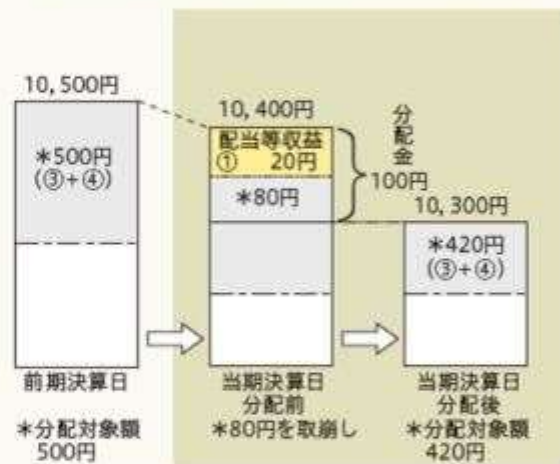 10,500円
＊500円
(③＋④)
前期決算日
＊分配対象額
500円
10,400円
配当等収益
① 20円
＊80円
分配金
100円
当期決算日
分配前
＊80円を取崩し
10,300円
＊420円
(③＋④)
当期決算日
分配後
＊分配対象額
420円